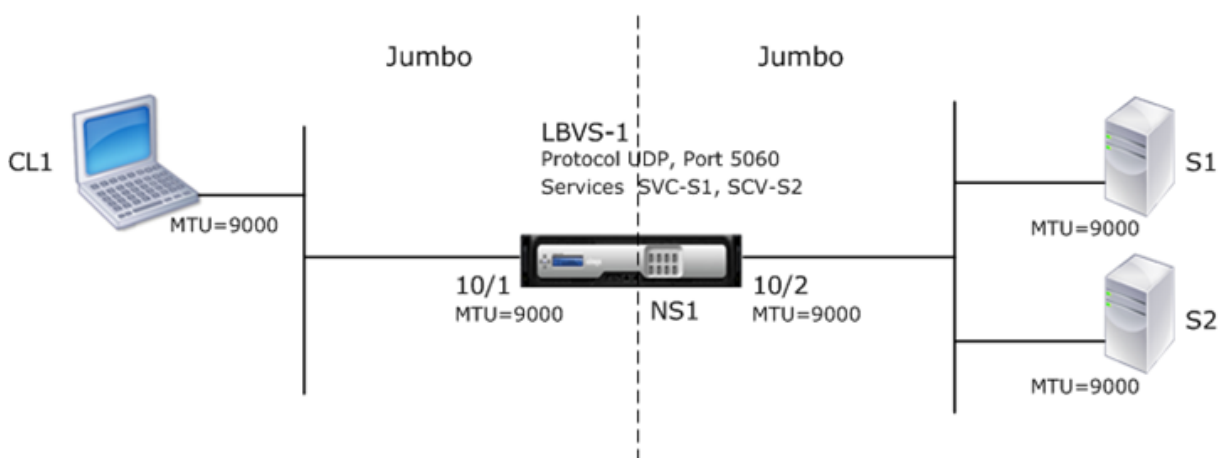 Jumbo
Jumbo
LBVS-1
Protocol UDP, Port 5060
Services SVC-S1, SCV-S2
CL1
MTU=9000
S1
MTU=9000
10/1
MTU=9000
NS1
10/2
MTU=9000
S2
MTU=9000